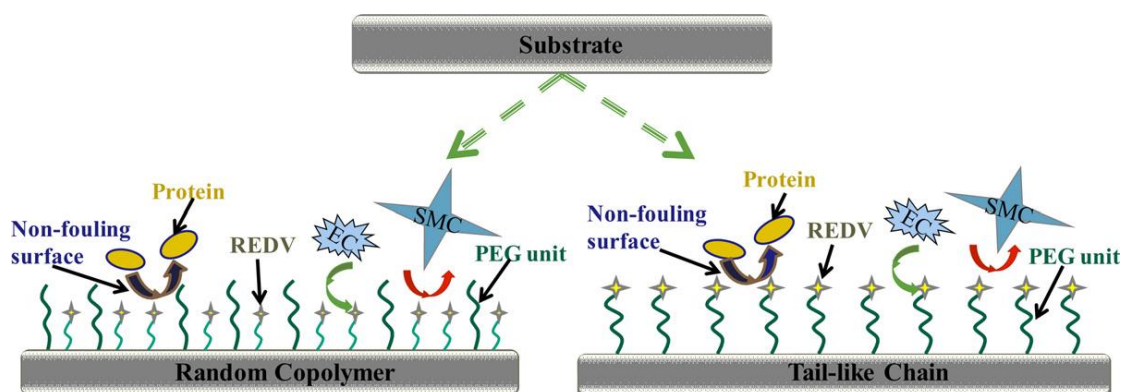 Substrate
Protein
Non-fouling
surface
REDV
EC
SMC
PEG unit
Random Copolymer
Protein
Non-fouling
surface
REDV
EC
SMC
PEG unit
Tail-like Chain